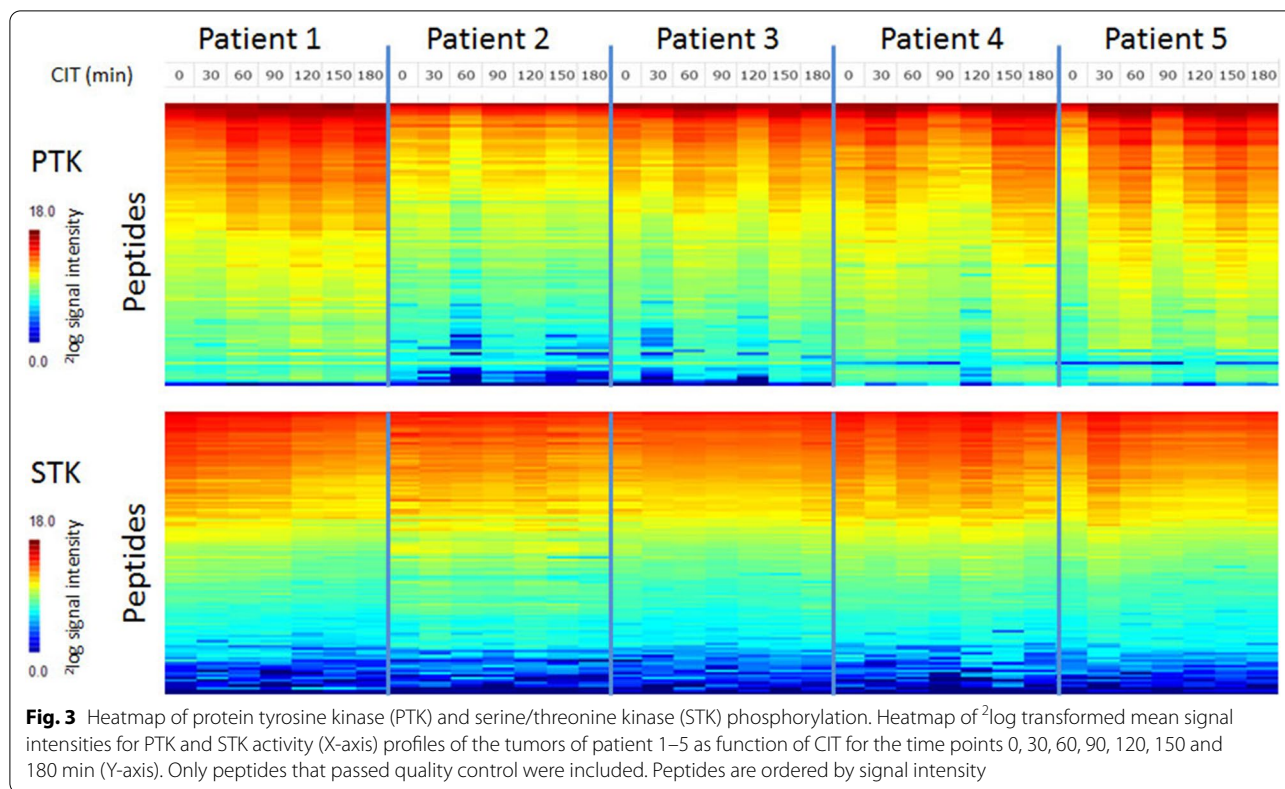 Patient 1 Patient 2 Patient 3 Patient 4 Patient 5
CIT (min) 0 30 60 90 120 150 180 0 30 60 90 120 150 180 0 30 60 90 120 150 180 0 30 60 90 120 150 180 0 30 60 90 120 150 180
PTK
18.0
0.0
²log signal intensity
Peptides
STK
18.0
0.0
²log signal intensity
Peptides
Fig. 3 Heatmap of protein tyrosine kinase (PTK) and serine/threonine kinase (STK) phosphorylation. Heatmap of ²log transformed mean signal
intensities for PTK and STK activity (X-axis) profiles of the tumors of patient 1–5 as function of CIT for the time points 0, 30, 60, 90, 120, 150 and
180 min (Y-axis). Only peptides that passed quality control were included. Peptides are ordered by signal intensity